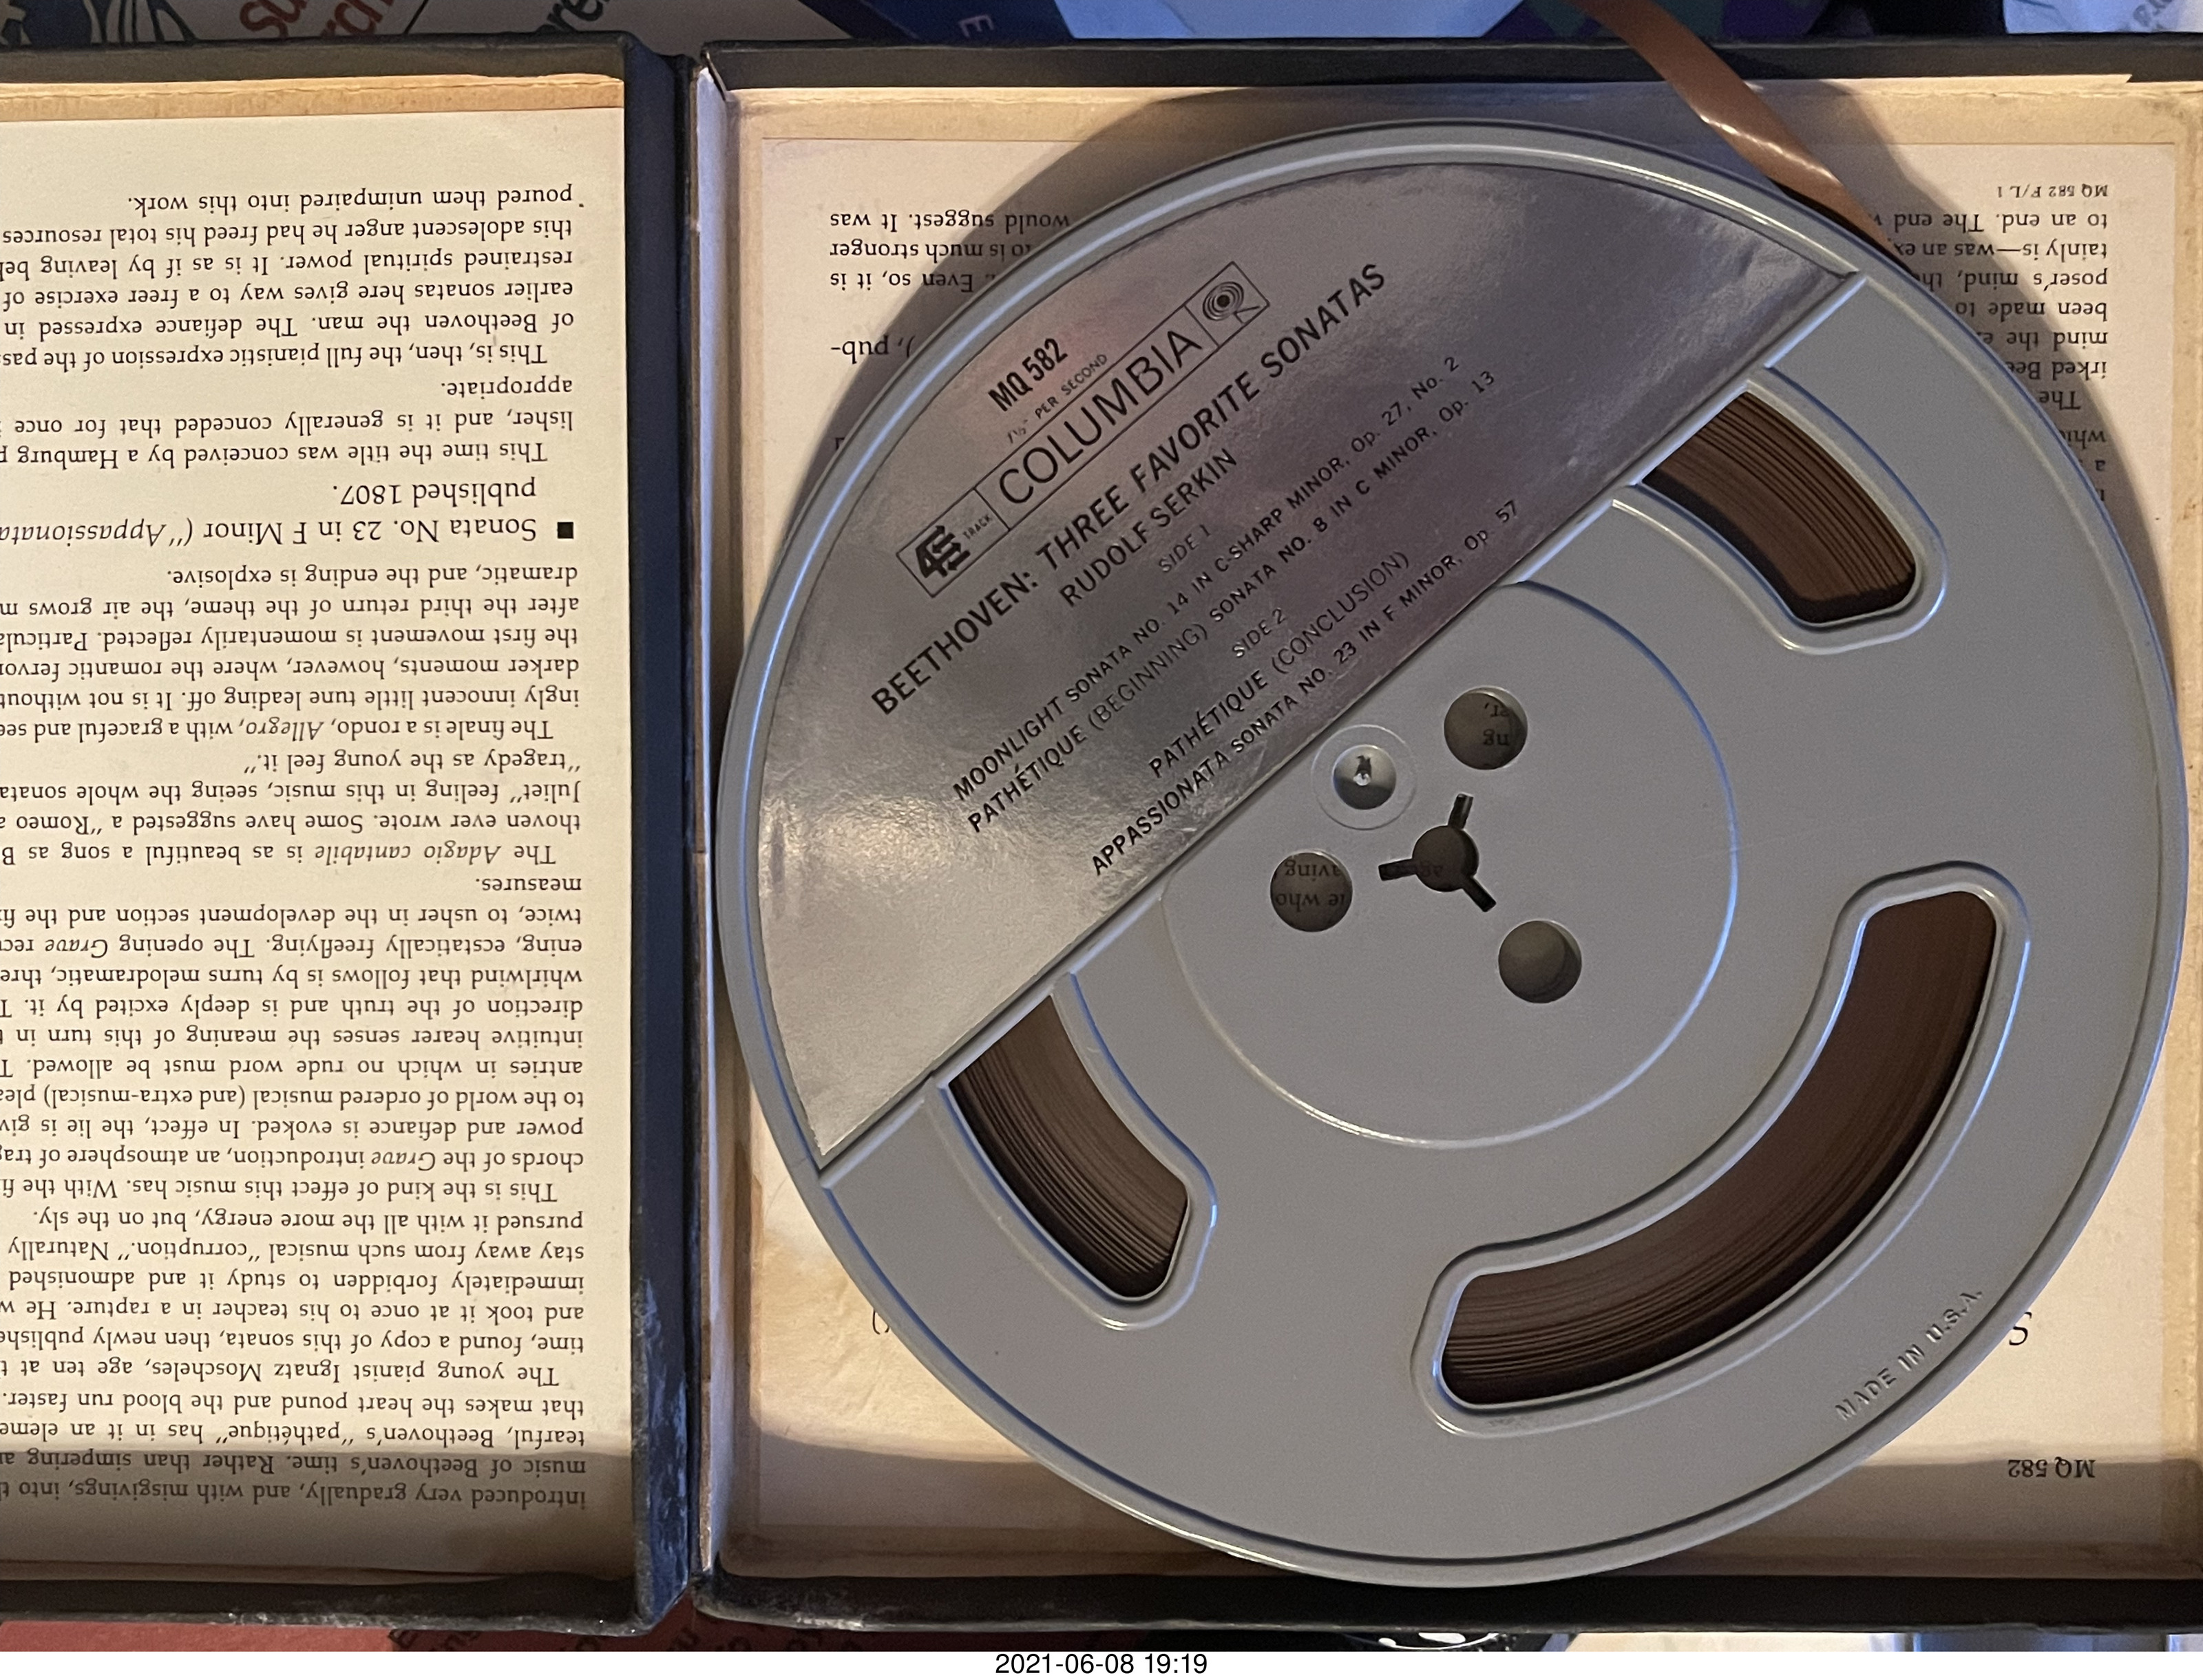 MQ 582
7½" PER SECOND
4 TRACK COLUMBIA
BEETHOVEN: THREE FAVORITE SONATAS
RUDOLF SERKIN
SIDE 1
MOONLIGHT SONATA NO. 14 IN C-SHARP MINOR, Op. 27, No. 2
PATHÉTIQUE (BEGINNING) SONATA NO. 8 IN C MINOR, Op. 13
SIDE 2
PATHÉTIQUE (CONCLUSION)
APPASSIONATA SONATA NO. 23 IN F MINOR, Op 57
MADE IN U.S.A.
introduced very gradually, and with misgivings, into
music of Beethoven's time. Rather than simpering
tearful, Beethoven's "pathétique" has in it an
that makes the heart pound and the blood run faster.
The young pianist Ignatz Moscheles, age ten at
time, found a copy of this sonata, then newly
and took it at once to his teacher in a rapture. He
immediately forbidden to study it and admonished
stay away from such musical "corruption." Naturally
pursued it with all the more energy, but on the sly.
This is the kind of effect this music has. With the
chords of the Grave introduction, an atmosphere of
power and defiance is evoked. In effect, the lie is
to the world of ordered musical (and extra-musical)
antries in which no rude word must be allowed.
intuitive hearer senses the meaning of this turn in
direction of the truth and is deeply excited by it.
whirlwind that follows is by turns melodramatic,
ening, ecstatically freeflying. The opening Grave
twice, to usher in the development section and the
measures.
The Adagio cantabile is as beautiful a song as
thoven ever wrote. Some have suggested a "Romeo
Juliet" feeling in this music, seeing the whole sonata
"tragedy as the young feel it."
The finale is a rondo, Allegro, with a graceful and
ingly innocent little tune leading off. It is not without
darker moments, however, where the romantic
the first movement is momentarily reflected.
after the third return of the theme, the air grows
dramatic, and the ending is explosive.
■ Sonata No. 23 in F Minor ("Appassionata
published 1807.
This time the title was conceived by a Hamburg
lisher, and it is generally conceded that for once
appropriate.
This is, then, the full pianistic expression of the
of Beethoven the man. The defiance expressed in
earlier sonatas here gives way to a freer exercise of
restrained spiritual power. It is as if by leaving
this adolescent anger he had freed his total resources
poured them unimpaired into this work.
MQ 582
The
irked
mind the
been made to
poser's mind,
tainly is—was an
to an end. The end
MQ 582 F/L 1
), pub-
Even so, it is
is much stronger
would suggest. It was